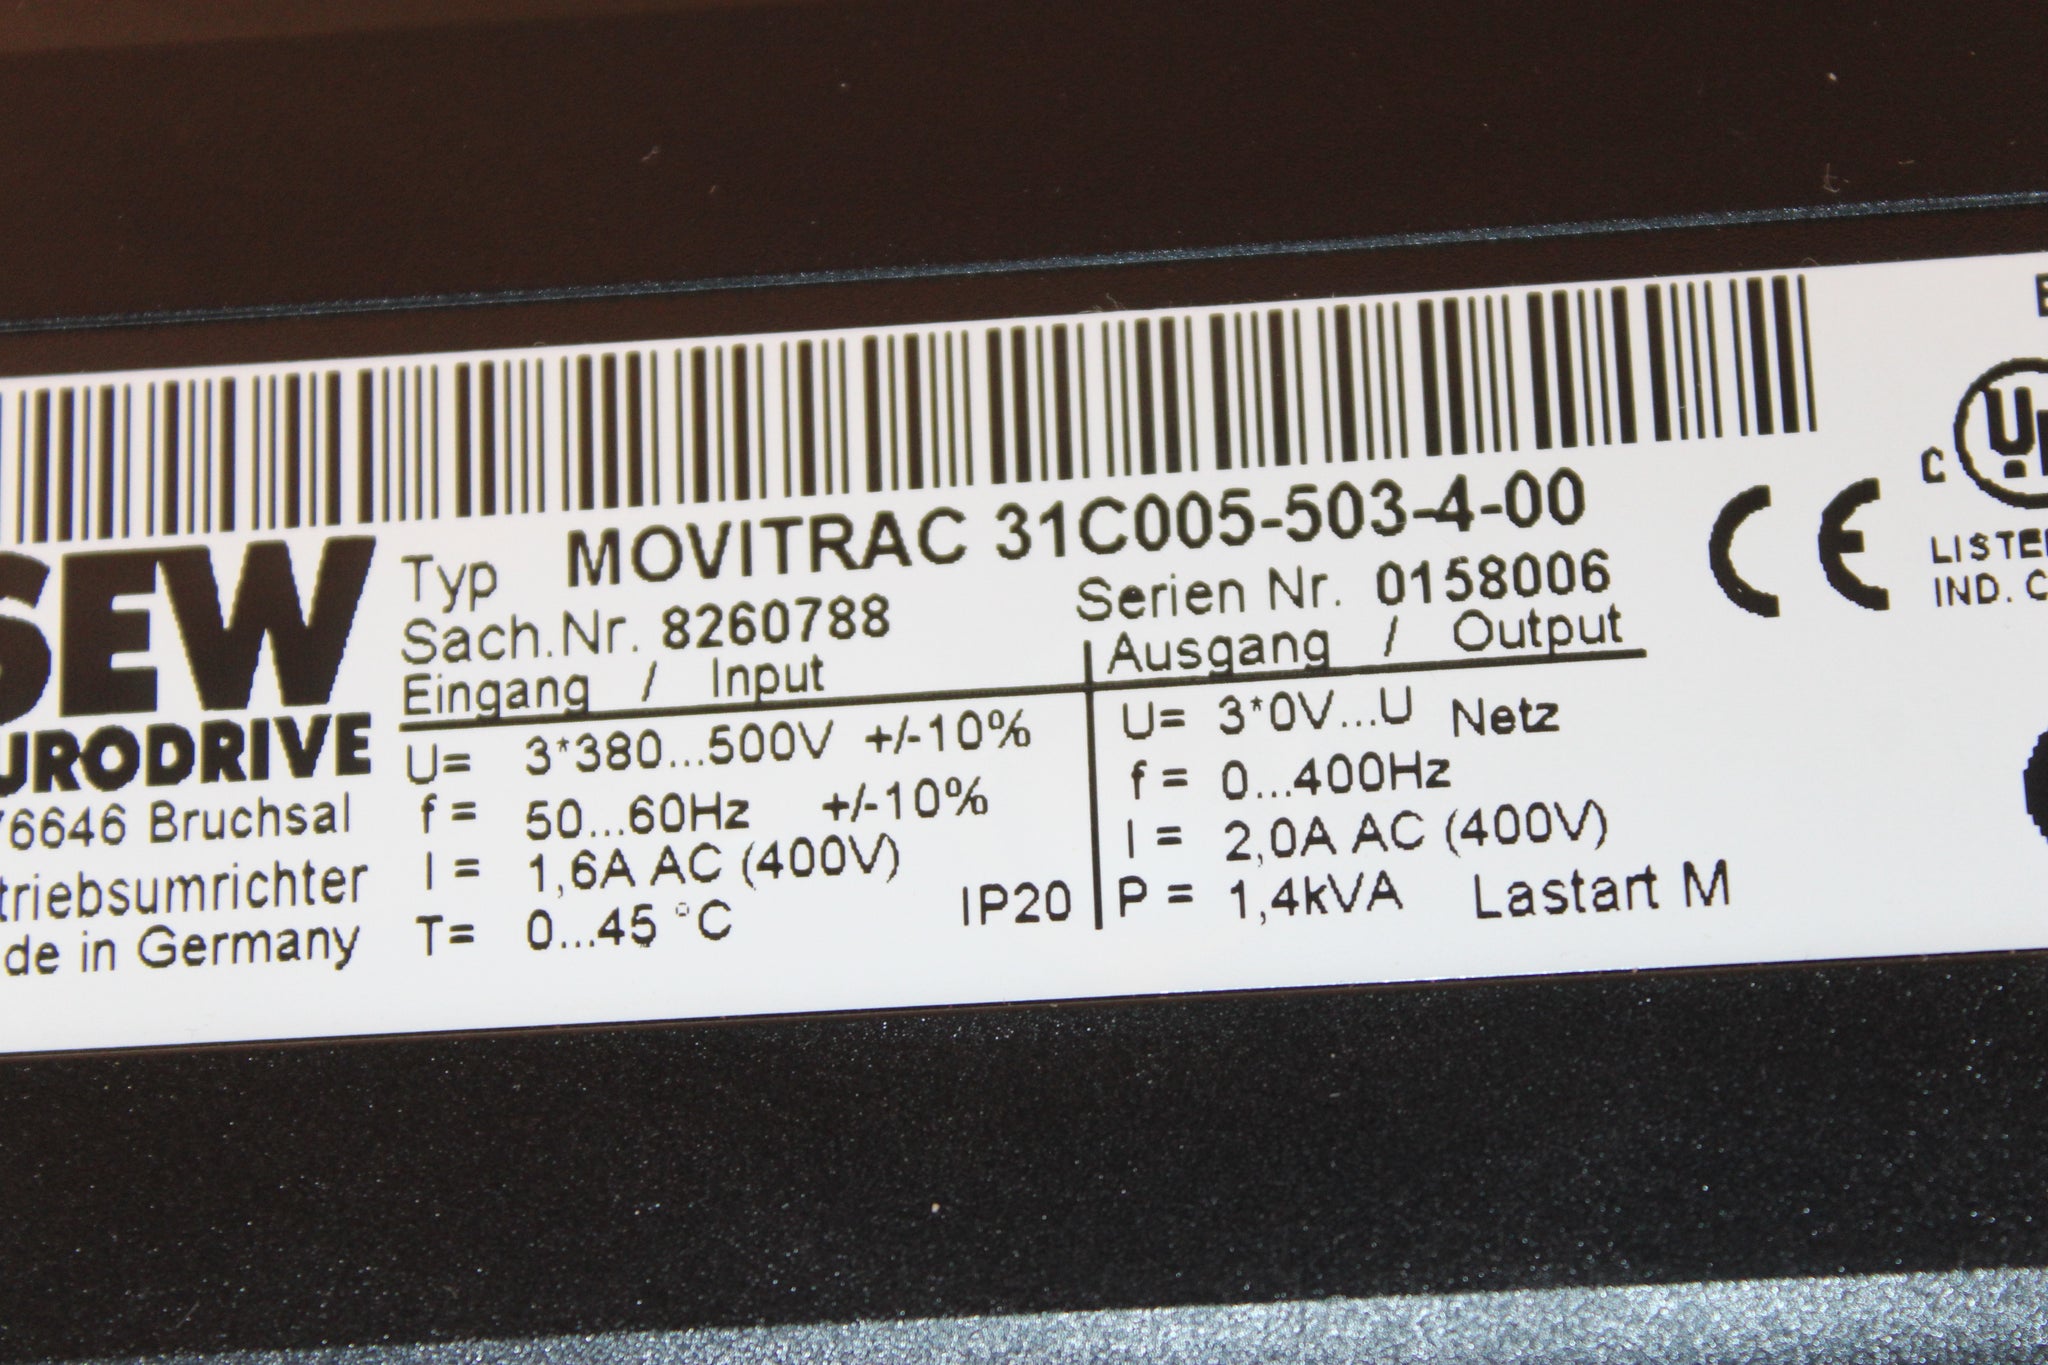 Typ MOVITRAC 31C005-503-4-00
Sach.Nr. 8260788 Serien Nr. 0158006
Eingang / Input Ausgang / Output
U= 3*380...500V +/-10% U= 3*0V...U Netz
f = 50...60Hz +/-10% f = 0...400Hz
I = 1,6A AC (400V) I = 2,0A AC (400V)
T= 0...45 °C IP20 P = 1,4kVA Lastart M
SEW
URODRIVE
76646 Bruchsal
triebsumrichter
de in Germany
CE
C
LISTE
IND. C